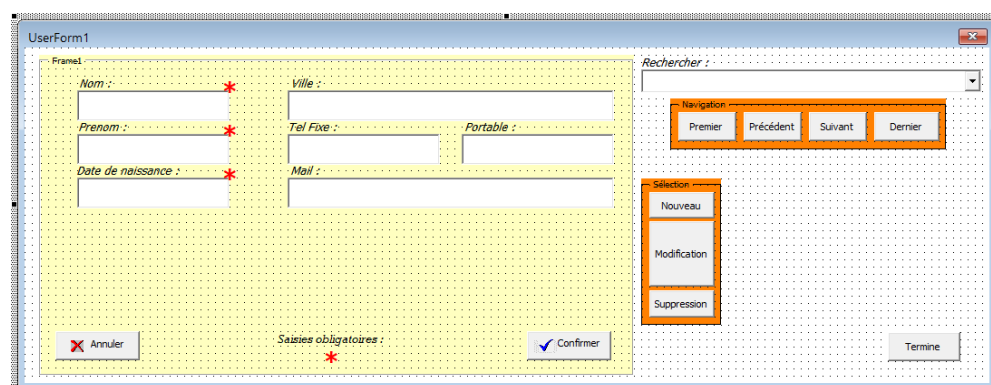 UserForm1
Frame1
Nom : *
Ville :
Prenom : *
Tel Fixe :
Portable :
Date de naissance : *
Mail :
Annuler
Saisies obligatoires :
*
Confirmer
Rechercher :
Navigation
Premier
Précédent
Suivant
Dernier
Sélection
Nouveau
Modification
Suppression
Termine